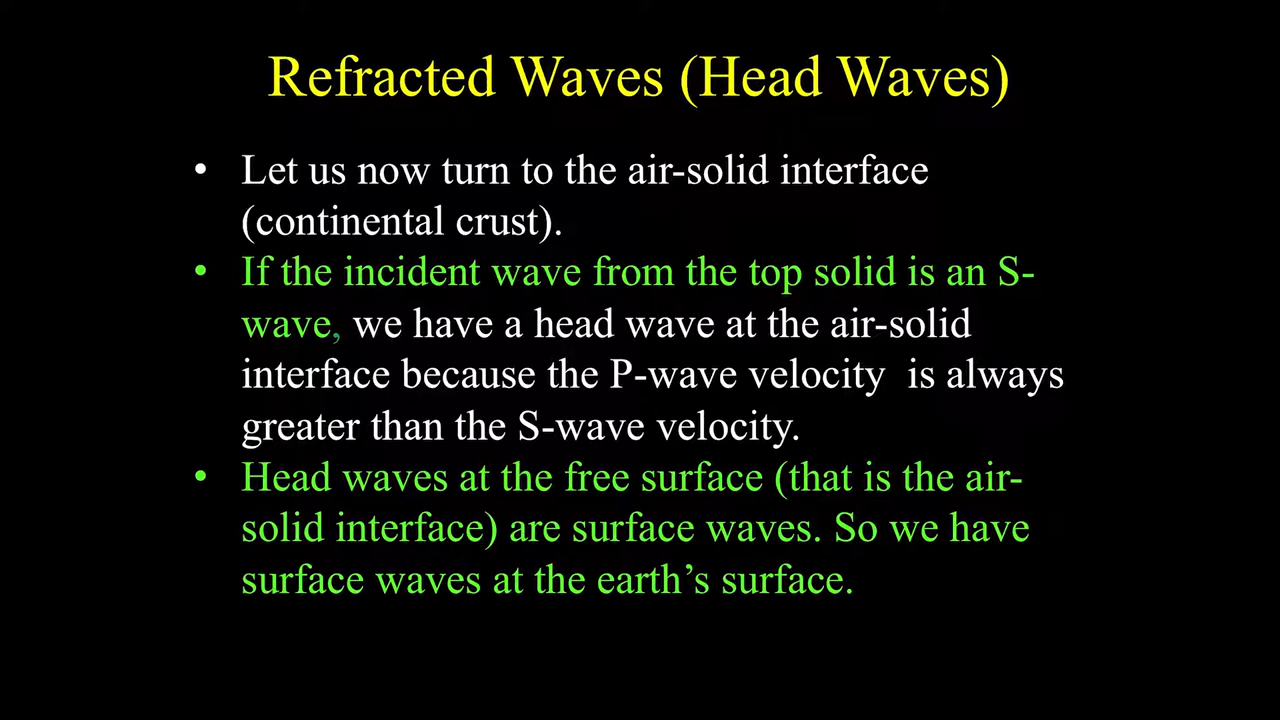 Refracted Waves (Head Waves)
• Let us now turn to the air-solid interface
(continental crust).
• If the incident wave from the top solid is an S-
wave, we have a head wave at the air-solid
interface because the P-wave velocity  is always
greater than the S-wave velocity.
• Head waves at the free surface (that is the air-
solid interface) are surface waves. So we have
surface waves at the earth’s surface.